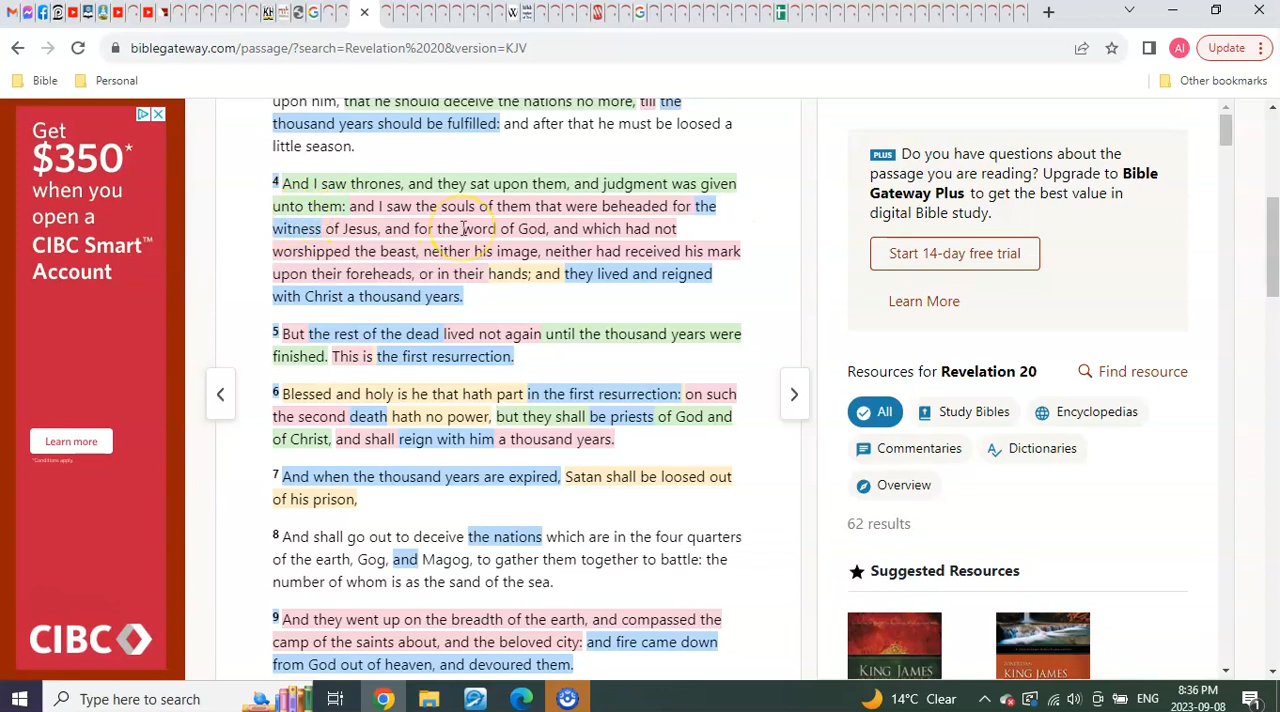 biblegateway.com/passage/?search=Revelation%2020&version=KJV
AI
Update
Bible
Personal
Other bookmarks
Get
$350*
when you
open a
CIBC Smart™
Account
Learn more
*Conditions apply.
CIBC
upon him, that he should deceive the nations no more, till the
thousand years should be fulfilled: and after that he must be loosed a
little season.
4 And I saw thrones, and they sat upon them, and judgment was given
unto them: and I saw the souls of them that were beheaded for the
witness of Jesus, and for the word of God, and which had not
worshipped the beast, neither his image, neither had received his mark
upon their foreheads, or in their hands; and they lived and reigned
with Christ a thousand years.
5 But the rest of the dead lived not again until the thousand years were
finished. This is the first resurrection.
6 Blessed and holy is he that hath part in the first resurrection: on such
the second death hath no power, but they shall be priests of God and
of Christ, and shall reign with him a thousand years.
7 And when the thousand years are expired, Satan shall be loosed out
of his prison,
8 And shall go out to deceive the nations which are in the four quarters
of the earth, Gog, and Magog, to gather them together to battle: the
number of whom is as the sand of the sea.
9 And they went up on the breadth of the earth, and compassed the
camp of the saints about, and the beloved city: and fire came down
from God out of heaven, and devoured them.
PLUS Do you have questions about the
passage you are reading? Upgrade to Bible
Gateway Plus to get the best value in
digital Bible study.
Start 14-day free trial
Learn More
Resources for Revelation 20
Find resource
All
Study Bibles
Encyclopedias
Commentaries
Dictionaries
Overview
62 results
Suggested Resources
KING JAMES
KING JAMES
Type here to search
14°C Clear
ENG
8:36 PM
2023-09-08